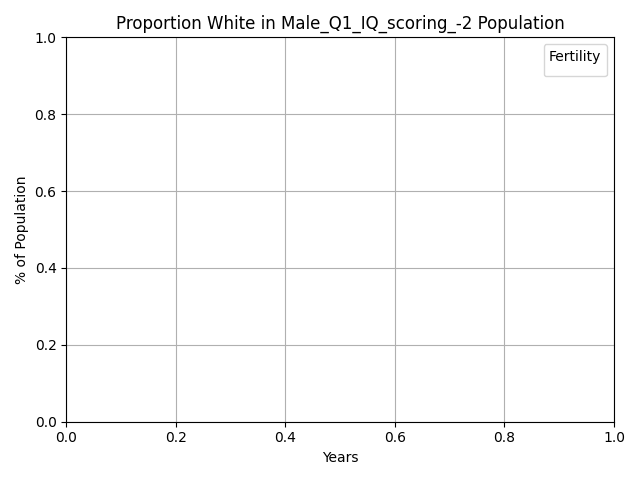 Proportion White in Male_Q1_IQ_scoring_-2 Population
Fertility
% of Population
1.0
0.8
0.6
0.4
0.2
0.0
0.0 0.2 0.4 0.6 0.8 1.0
Years